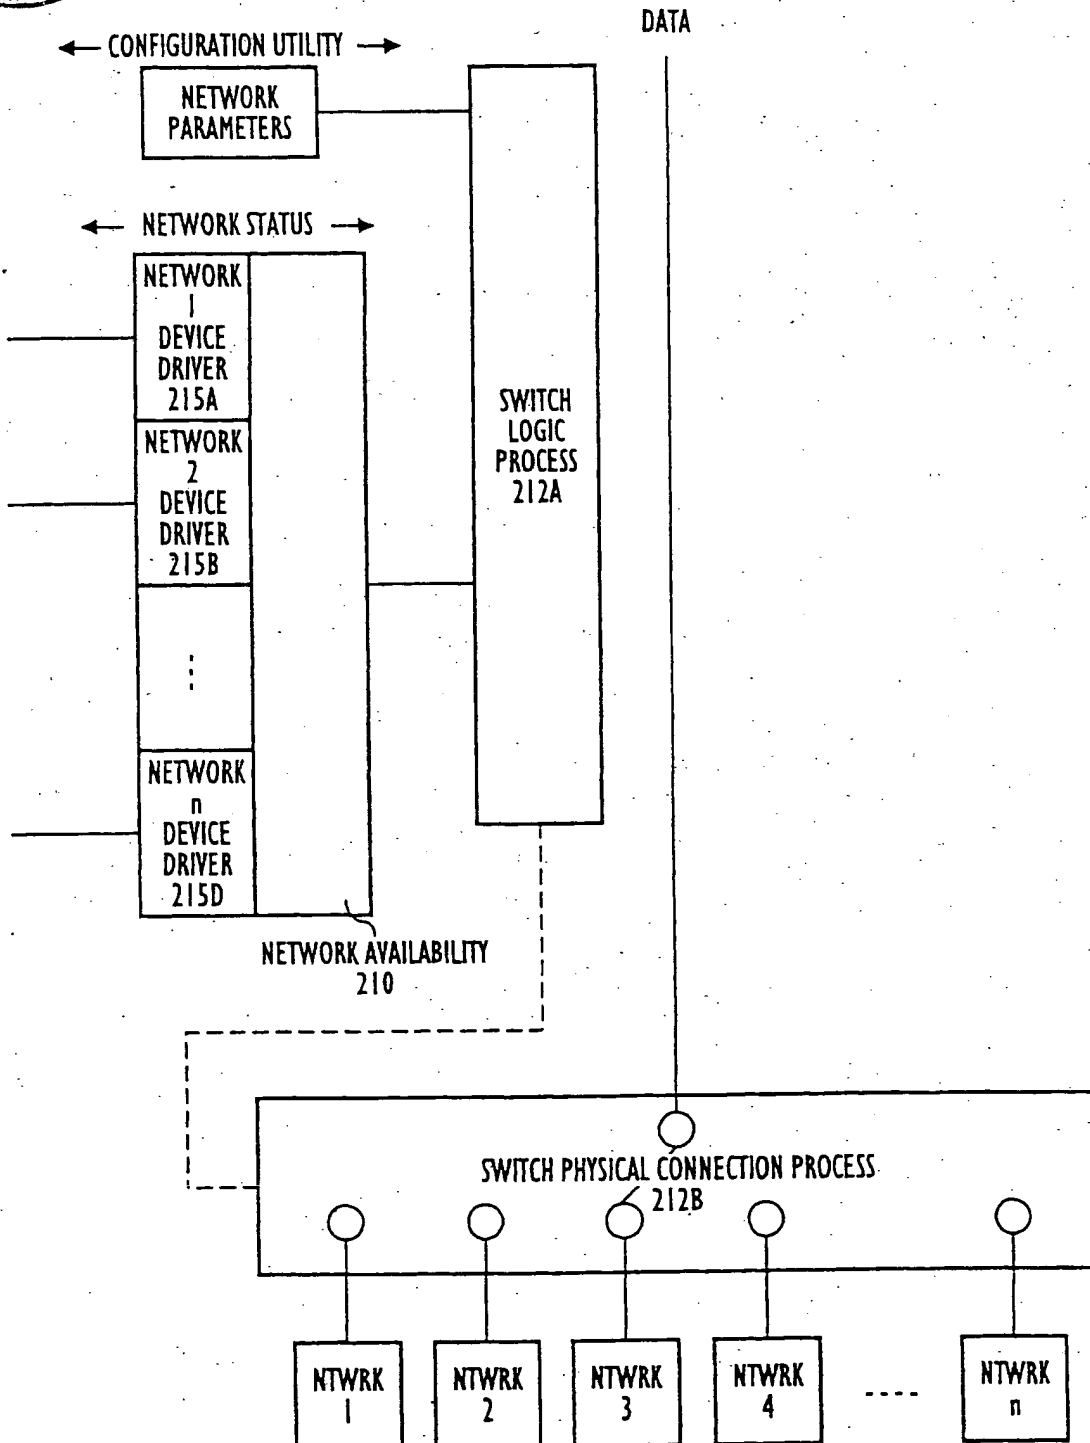 DATA
CONFIGURATION UTILITY
NETWORK
PARAMETERS
NETWORK STATUS
NETWORK
1
DEVICE
DRIVER
215A
NETWORK
2
DEVICE
DRIVER
215B
NETWORK
n
DEVICE
DRIVER
215D
SWITCH
LOGIC
PROCESS
212A
NETWORK AVAILABILITY
210
SWITCH PHYSICAL CONNECTION PROCESS
212B
NTWRK
1
NTWRK
2
NTWRK
3
NTWRK
4
NTWRK
n